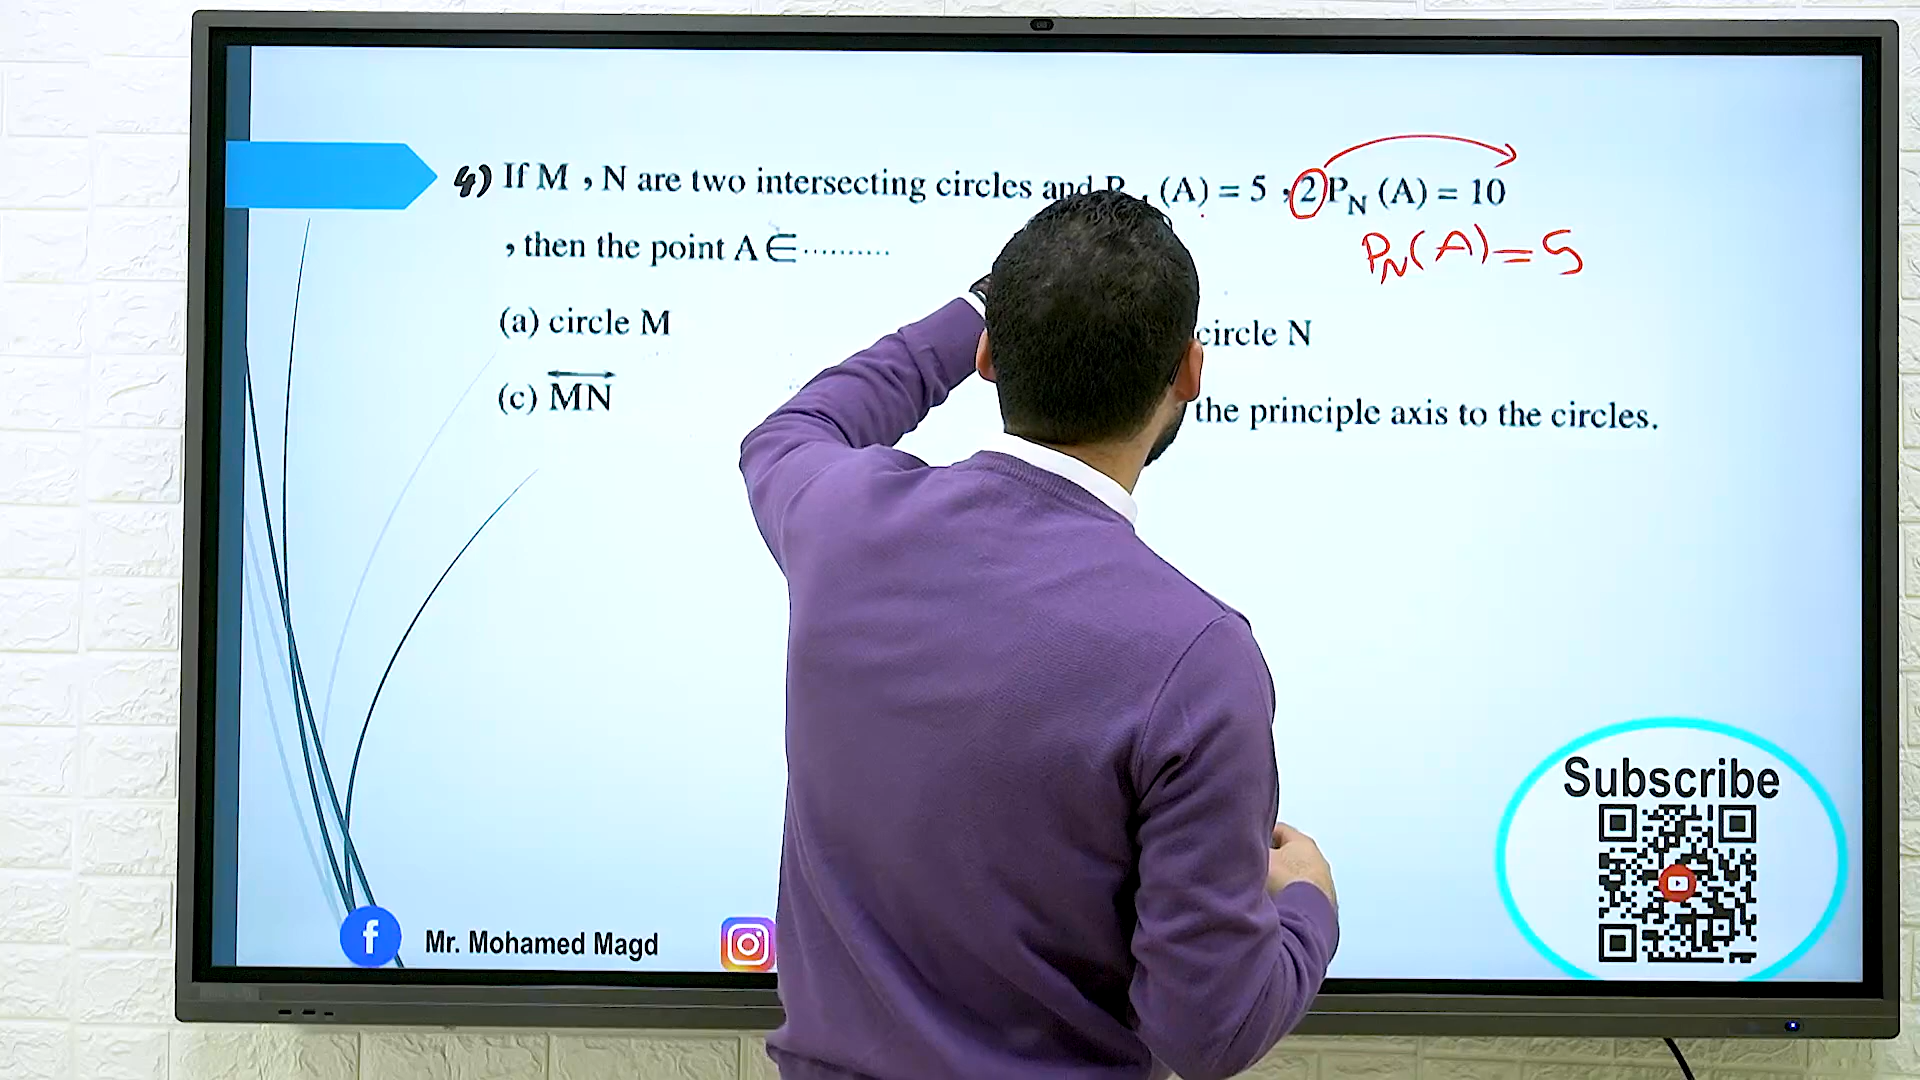 4) If M , N are two intersecting circles and (A) = 5 , 2 P_N (A) = 10
P_N (A) = 5
, then the point A ∈ ..........
(a) circle M
circle N
(c) MN
the principle axis to the circles.
Subscribe
f Mr. Mohamed Magd